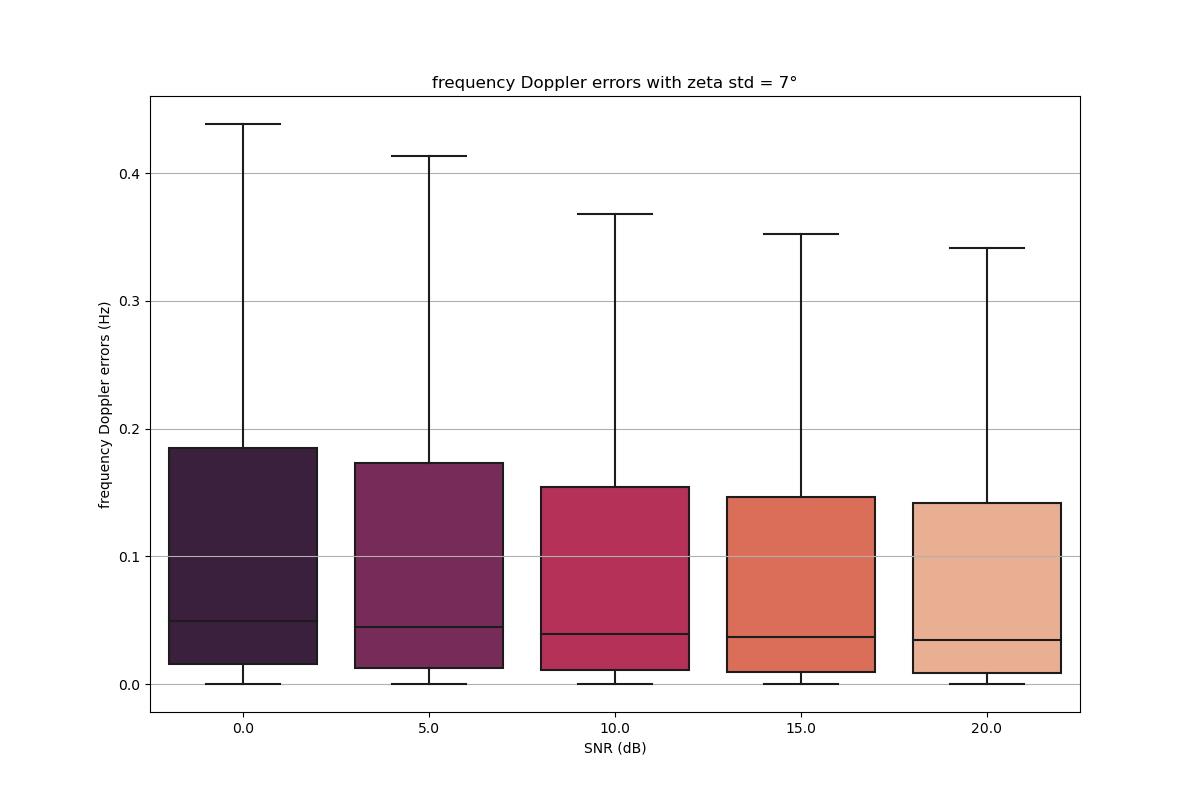 frequency Doppler errors with zeta std = 7°
0.4
0.3
0.2
0.1
0.0
frequency Doppler errors (Hz)
0.0 5.0 10.0 15.0 20.0
SNR (dB)